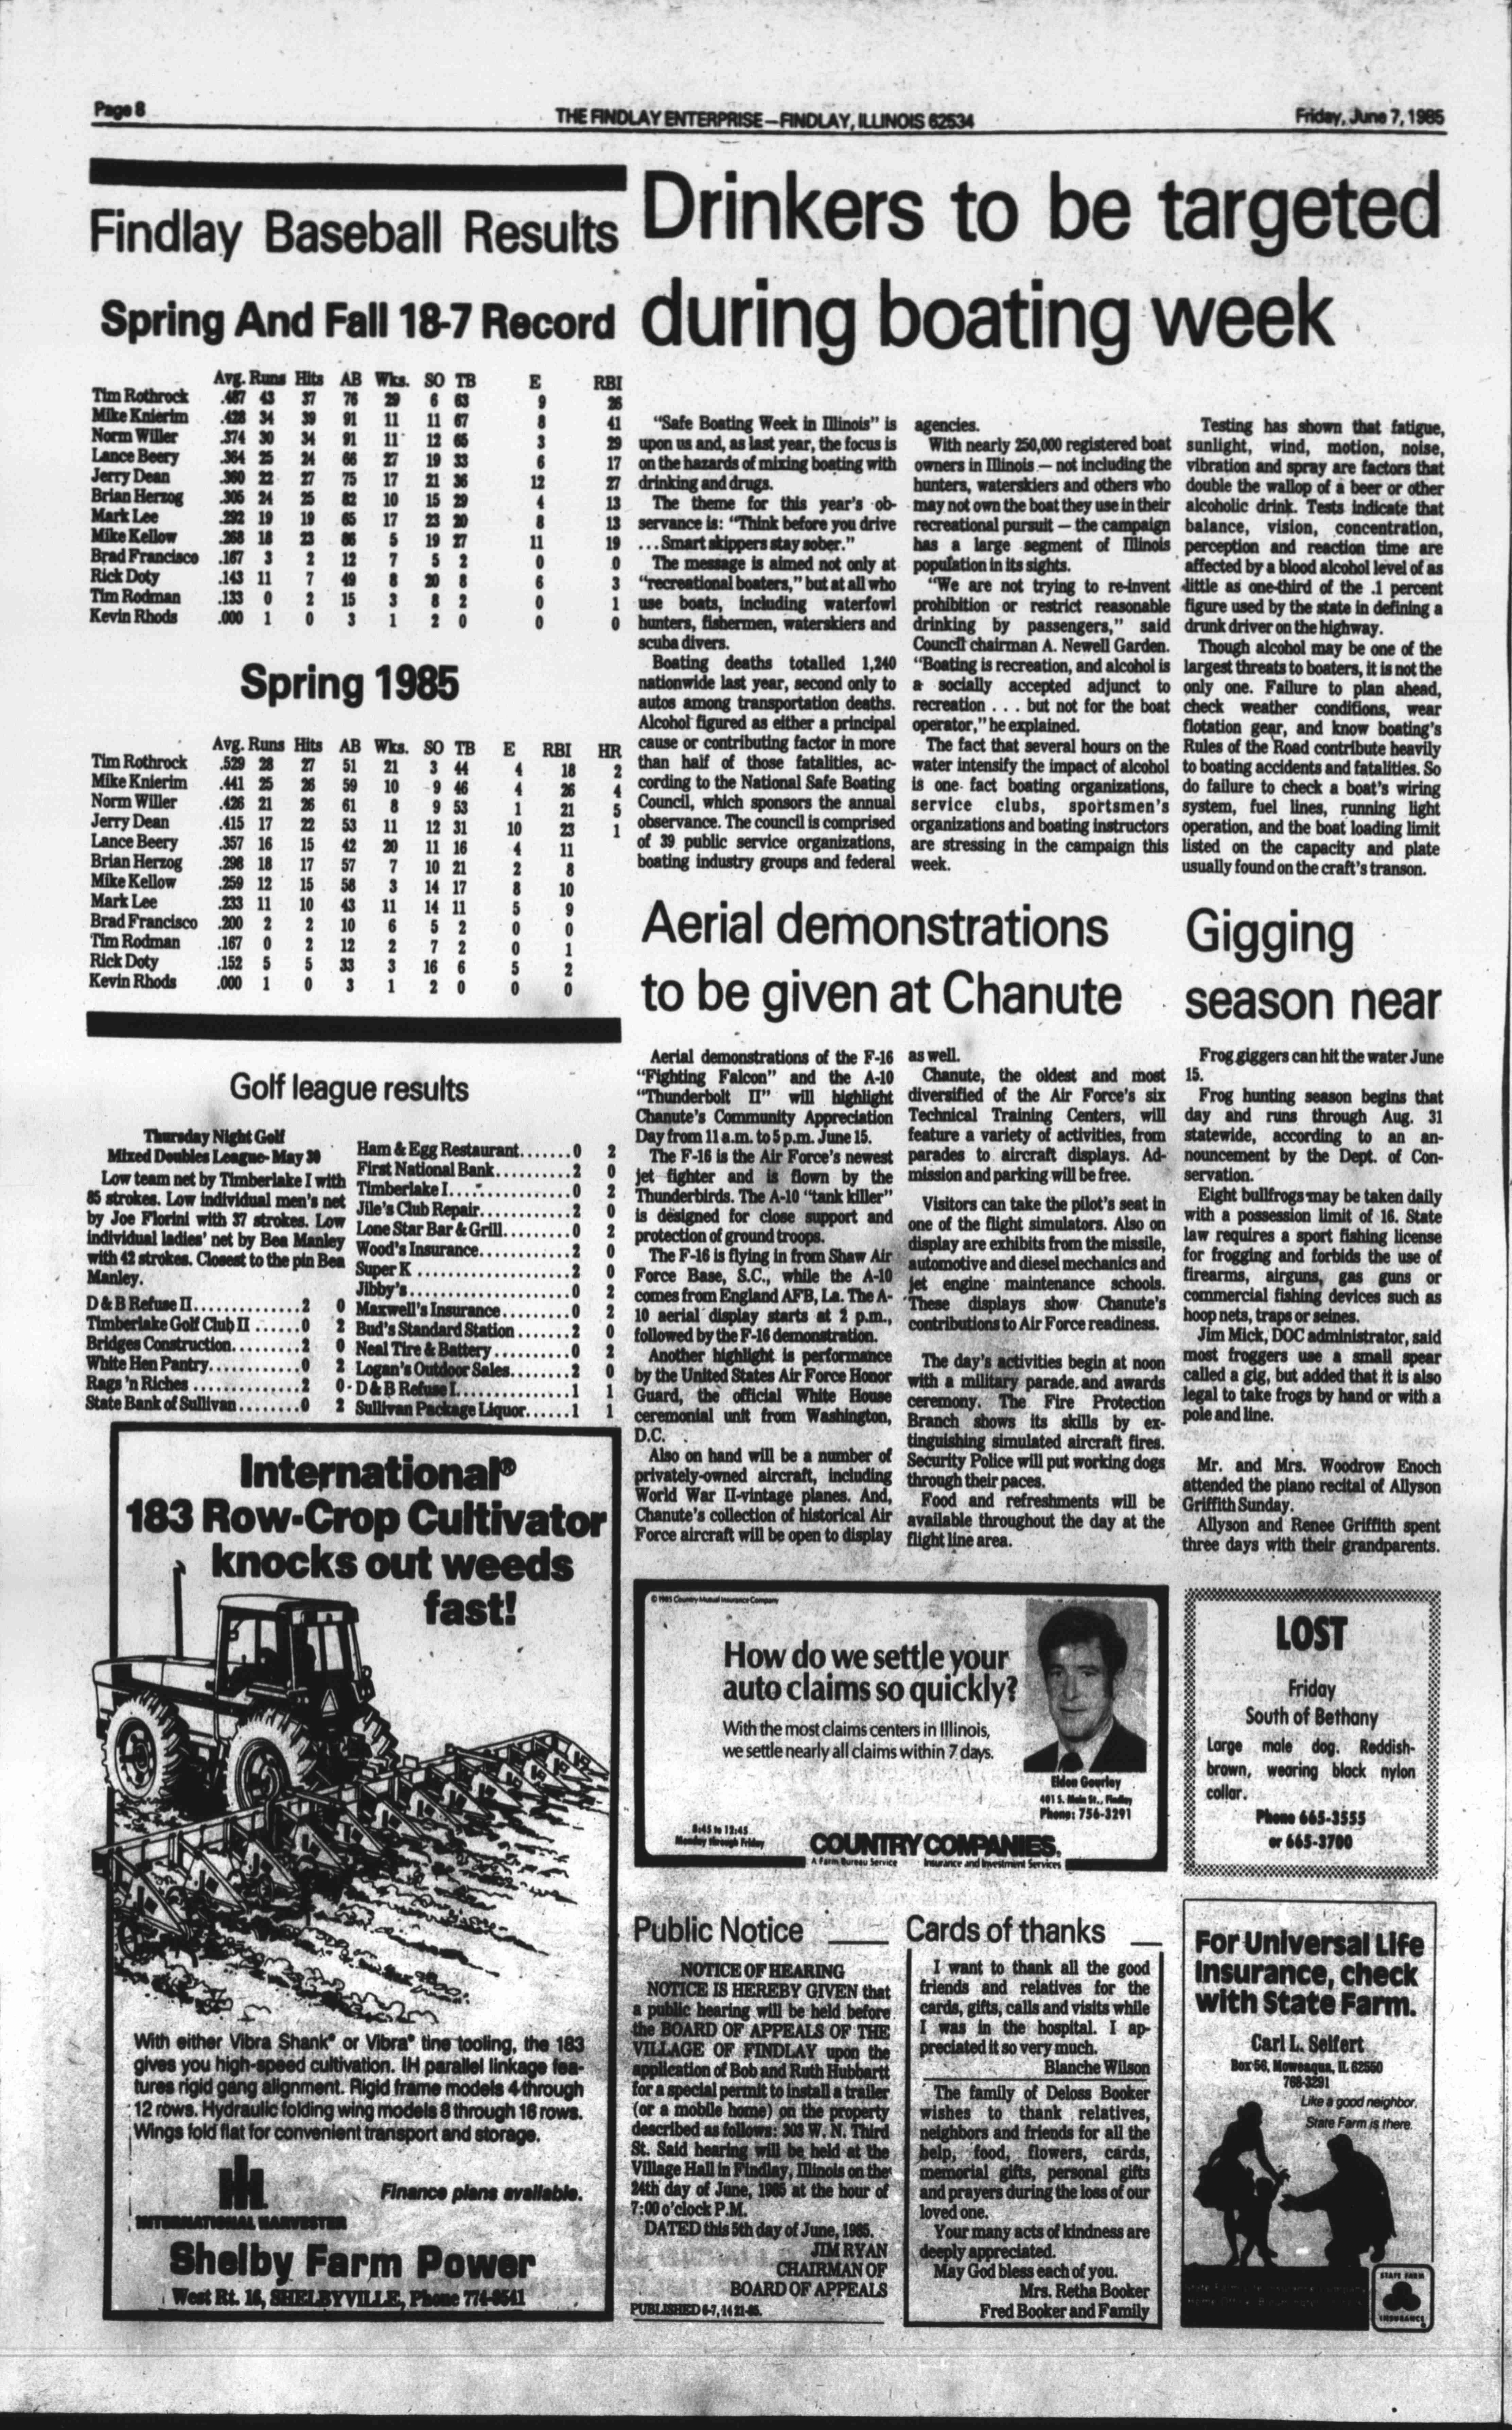 Page 8
THE FINDLAY ENTERPRISE—FINDLAY, ILLINOIS 62534
Friday, June 7, 1985
Findlay Baseball Results
Spring And Fall 18-7 Record
Avg. Runs Hits AB Wks. SO TB E RBI
Tim Rothrock .487 43 37 76 29 6 63 9 26
Mike Knierim .428 34 39 91 11 11 67 8 41
Norm Willer .374 30 34 91 11 12 65 3 29
Lance Beery .364 25 24 66 27 19 33 6 17
Jerry Dean .360 22 27 75 17 21 36 12 27
Brian Herzog .305 24 25 82 10 15 29 4 13
Mark Lee .292 19 19 65 17 23 20 8 13
Mike Kellow .268 18 23 86 5 19 27 11 19
Brad Francisco .167 3 2 12 7 5 2 0 0
Rick Doty .143 11 7 49 8 20 8 6 3
Tim Rodman .133 0 2 15 3 8 2 0 1
Kevin Rhods .000 1 0 3 1 2 0 0 0
Spring 1985
Avg. Runs Hits AB Wks. SO TB E RBI HR
Tim Rothrock .529 28 27 51 21 3 44 4 18 2
Mike Knierim .441 25 26 59 10 9 46 4 26 4
Norm Willer .426 21 26 61 8 9 53 1 21 5
Jerry Dean .415 17 22 53 11 12 31 10 23 1
Lance Beery .357 16 15 42 20 11 16 4 11
Brian Herzog .298 18 17 57 7 10 21 2 8
Mike Kellow .259 12 15 58 3 14 17 8 10
Mark Lee .233 11 10 43 11 14 11 5 9
Brad Francisco .200 2 2 10 6 5 2 0 0
Tim Rodman .167 0 2 12 2 7 2 0 1
Rick Doty .152 5 5 33 3 16 6 5 2
Kevin Rhods .000 1 0 3 1 2 0 0 0
Golf league results
Thursday Night Golf
Mixed Doubles League- May 30
Low team net by Timberlake I with
85 strokes. Low individual men's net
by Joe Florini with 37 strokes. Low
individual ladies' net by Bea Manley
with 42 strokes. Closest to the pin Bea
Manley.
D & B Refuse II..............2 0
Timberlake Golf Club II ......0 2
Bridges Construction.........2 0
White Hen Pantry............0 2
Rags 'n Riches ..............2 0
State Bank of Sullivan........0 2
Ham & Egg Restaurant.......0 2
First National Bank..........2 0
Timberlake I................0 2
Jile's Club Repair............2 0
Lone Star Bar & Grill.........0 2
Wood's Insurance............2 0
Super K ....................2 0
Jibby's.....................0 2
Maxwell's Insurance.........0 2
Bud's Standard Station.......2 0
Neal Tire & Battery..........0 2
Logan's Outdoor Sales........2 0
D & B Refuse I..............1 1
Sullivan Package Liquor......1 1
International®
183 Row-Crop Cultivator
knocks out weeds
fast!
With either Vibra Shank® or Vibra® tine tooling, the 183
gives you high-speed cultivation. IH parallel linkage fea-
tures rigid gang alignment. Rigid frame models 4 through
12 rows. Hydraulic folding wing models 8 through 16 rows.
Wings fold flat for convenient transport and storage.
Finance plans available.
INTERNATIONAL HARVESTER
Shelby Farm Power
West Rt. 16, SHELBYVILLE, Phone 774-9541
Drinkers to be targeted
during boating week
"Safe Boating Week in Illinois" is
upon us and, as last year, the focus is
on the hazards of mixing boating with
drinking and drugs.
The theme for this year's ob-
servance is: "Think before you drive
...Smart skippers stay sober."
The message is aimed not only at
"recreational boaters," but at all who
use boats, including waterfowl
hunters, fishermen, waterskiers and
scuba divers.
Boating deaths totalled 1,240
nationwide last year, second only to
autos among transportation deaths.
Alcohol figured as either a principal
cause or contributing factor in more
than half of those fatalities, ac-
cording to the National Safe Boating
Council, which sponsors the annual
observance. The council is comprised
of 39 public service organizations,
boating industry groups and federal
agencies.
With nearly 250,000 registered boat
owners in Illinois — not including the
hunters, waterskiers and others who
may not own the boat they use in their
recreational pursuit — the campaign
has a large segment of Illinois
population in its sights.
"We are not trying to re-invent
prohibition or restrict reasonable
drinking by passengers," said
Council chairman A. Newell Garden.
"Boating is recreation, and alcohol is
a socially accepted adjunct to
recreation . . . but not for the boat
operator," he explained.
The fact that several hours on the
water intensify the impact of alcohol
is one fact boating organizations,
service clubs, sportsmen's
organizations and boating instructors
are stressing in the campaign this
week.
Testing has shown that fatigue,
sunlight, wind, motion, noise,
vibration and spray are factors that
double the wallop of a beer or other
alcoholic drink. Tests indicate that
balance, vision, concentration,
perception and reaction time are
affected by a blood alcohol level of as
little as one-third of the .1 percent
figure used by the state in defining a
drunk driver on the highway.
Though alcohol may be one of the
largest threats to boaters, it is not the
only one. Failure to plan ahead,
check weather conditions, wear
flotation gear, and know boating's
Rules of the Road contribute heavily
to boating accidents and fatalities. So
do failure to check a boat's wiring
system, fuel lines, running light
operation, and the boat loading limit
listed on the capacity and plate
usually found on the craft's transon.
Aerial demonstrations
to be given at Chanute
Aerial demonstrations of the F-16
"Fighting Falcon" and the A-10
"Thunderbolt II" will highlight
Chanute's Community Appreciation
Day from 11 a.m. to 5 p.m. June 15.
The F-16 is the Air Force's newest
jet fighter and is flown by the
Thunderbirds. The A-10 "tank killer"
is designed for close support and
protection of ground troops.
The F-16 is flying in from Shaw Air
Force Base, S.C., while the A-10
comes from England AFB, La. The A-
10 aerial display starts at 2 p.m.,
followed by the F-16 demonstration.
Another highlight is performance
by the United States Air Force Honor
Guard, the official White House
ceremonial unit from Washington,
D.C.
Also on hand will be a number of
privately-owned aircraft, including
World War II-vintage planes. And,
Chanute's collection of historical Air
Force aircraft will be open to display
as well.
Chanute, the oldest and most
diversified of the Air Force's six
Technical Training Centers, will
feature a variety of activities, from
parades to aircraft displays. Ad-
mission and parking will be free.
Visitors can take the pilot's seat in
one of the flight simulators. Also on
display are exhibits from the missile,
automotive and diesel mechanics and
jet engine maintenance schools.
These displays show Chanute's
contributions to Air Force readiness.
The day's activities begin at noon
with a military parade and awards
ceremony. The Fire Protection
Branch shows its skills by ex-
tinguishing simulated aircraft fires.
Security Police will put working dogs
through their paces.
Food and refreshments will be
available throughout the day at the
flight line area.
Gigging
season near
Frog giggers can hit the water June
15.
Frog hunting season begins that
day and runs through Aug. 31
statewide, according to an an-
nouncement by the Dept. of Con-
servation.
Eight bullfrogs may be taken daily
with a possession limit of 16. State
law requires a sport fishing license
for frogging and forbids the use of
firearms, airguns, gas guns or
commercial fishing devices such as
hoop nets, traps or seines.
Jim Mick, DOC administrator, said
most froggers use a small spear
called a gig, but added that it is also
legal to take frogs by hand or with a
pole and line.
Mr. and Mrs. Woodrow Enoch
attended the piano recital of Allyson
Griffith Sunday.
Allyson and Renee Griffith spent
three days with their grandparents.
© 1983 Country Mutual Insurance Company
How do we settle your
auto claims so quickly?
With the most claims centers in Illinois,
we settle nearly all claims within 7 days.
Eldon Gourley
401 S. Main St., Findlay
Phone: 756-3291
8:45 to 12:45
Monday through Friday
COUNTRY COMPANIES.
A Farm Bureau Service
Insurance and Investment Services
LOST
Friday
South of Bethany
Large male dog. Reddish-
brown, wearing black nylon
collar.
Phone 665-3555
or 665-3700
Public Notice
NOTICE OF HEARING
NOTICE IS HEREBY GIVEN that
a public hearing will be held before
the BOARD OF APPEALS OF THE
VILLAGE OF FINDLAY upon the
application of Bob and Ruth Hubbartt
for a special permit to install a trailer
(or a mobile home) on the property
described as follows: 303 W. N. Third
St. Said hearing will be held at the
Village Hall in Findlay, Illinois on the
24th day of June, 1985 at the hour of
7:00 o'clock P.M.
DATED this 5th day of June, 1985.
JIM RYAN
CHAIRMAN OF
BOARD OF APPEALS
PUBLISHED 6-7, 14 21-85.
Cards of thanks
I want to thank all the good
friends and relatives for the
cards, gifts, calls and visits while
I was in the hospital. I ap-
preciated it so very much.
Blanche Wilson
The family of Deloss Booker
wishes to thank relatives,
neighbors and friends for all the
help, food, flowers, cards,
memorial gifts, personal gifts
and prayers during the loss of our
loved one.
Your many acts of kindness are
deeply appreciated.
May God bless each of you.
Mrs. Retha Booker
Fred Booker and Family
For Universal Life
Insurance, check
with State Farm.
Carl L. Seifert
Box 56, Moweaqua, IL 62550
768-3291
Like a good neighbor,
State Farm is there.
STATE FARM
INSURANCE